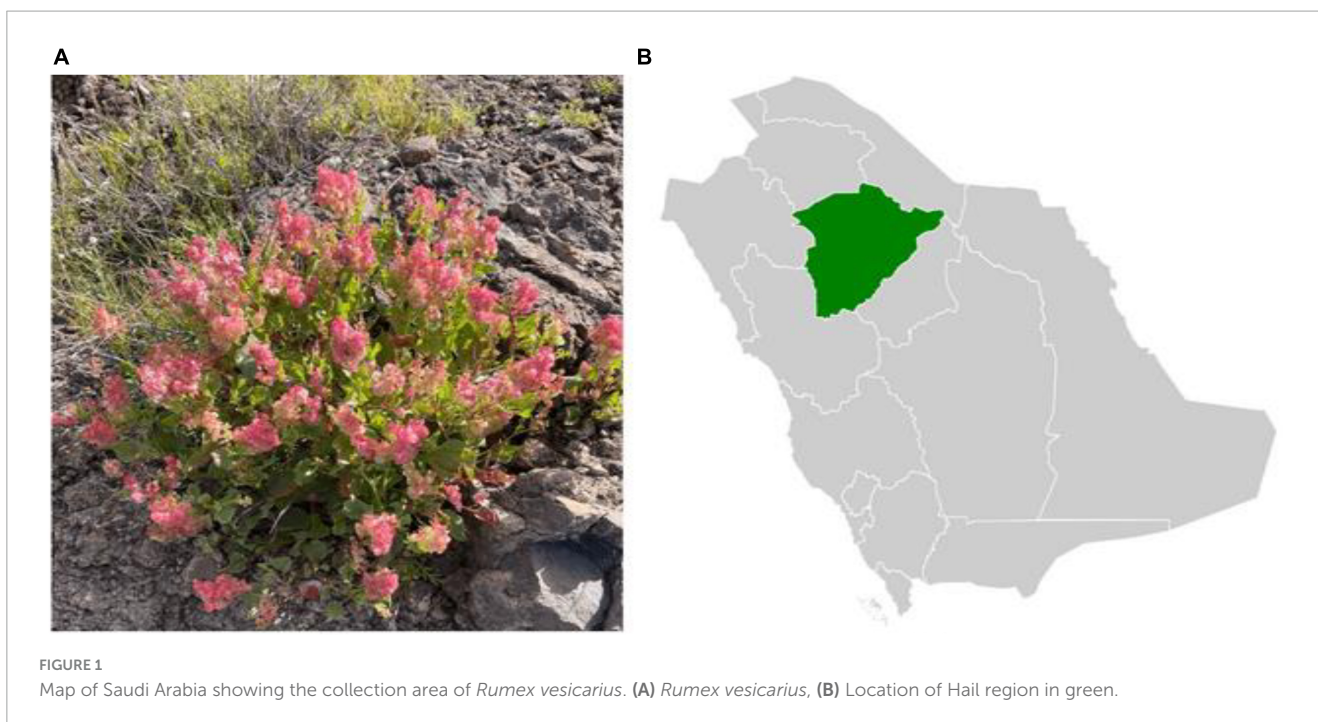 A
B
FIGURE 1
Map of Saudi Arabia showing the collection area of Rumex vesicarius. (A) Rumex vesicarius, (B) Location of Hail region in green.